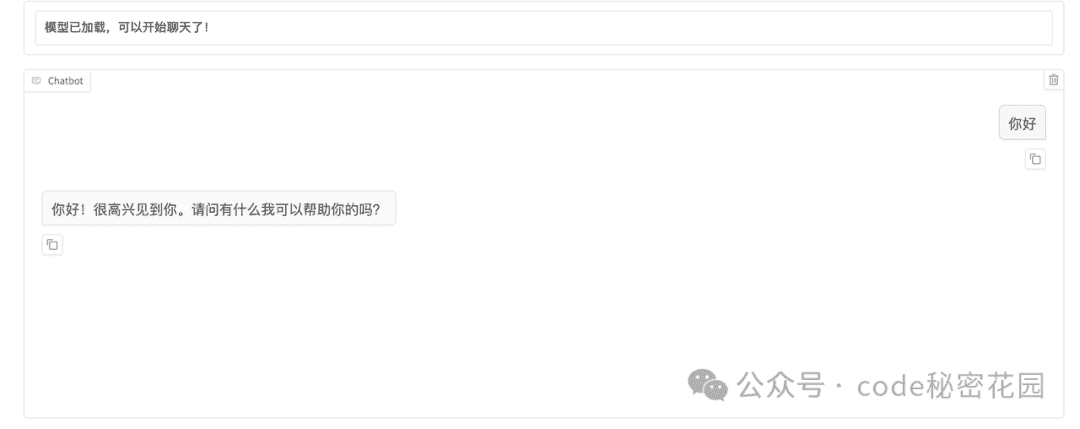 模型已加载，可以开始聊天了！
Chatbot
你好
你好！很高兴见到你。请问有什么我可以帮助你的吗？
公众号 · code秘密花园